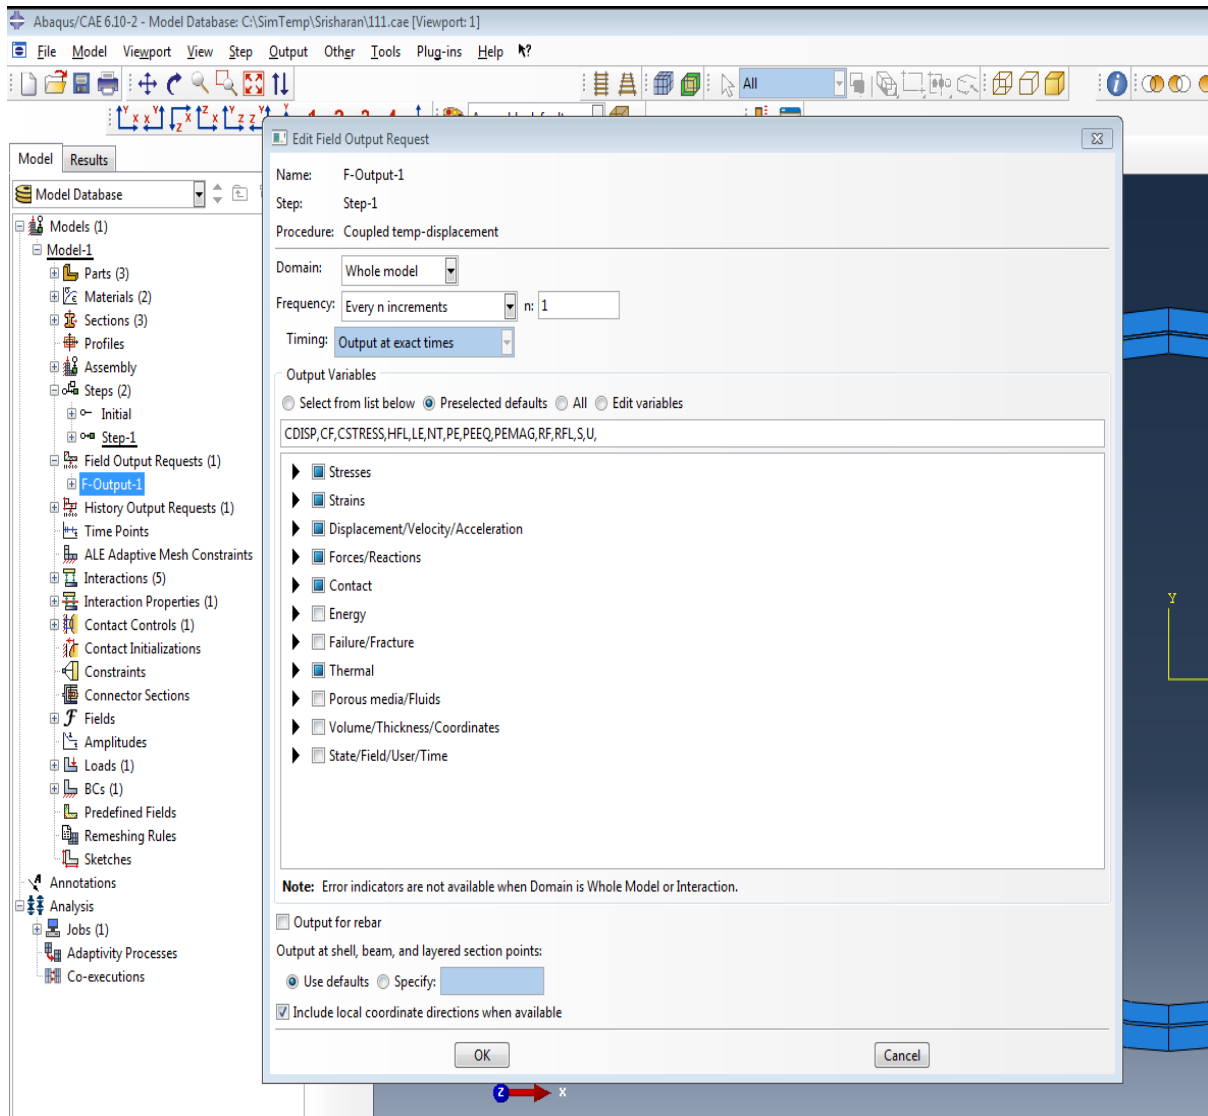 Abaqus/CAE 6.10-2 - Model Database: C:\SimTemp\Srisharan\111.cae [Viewport: 1]
File Model Viewport View Step Output Other Tools Plug-ins Help
All
Edit Field Output Request
Model Results
Model Database
Models (1)
Model-1
Parts (3)
Materials (2)
Sections (3)
Profiles
Assembly
Steps (2)
Initial
Step-1
Field Output Requests (1)
F-Output-1
History Output Requests (1)
Time Points
ALE Adaptive Mesh Constraints
Interactions (5)
Interaction Properties (1)
Contact Controls (1)
Contact Initializations
Constraints
Connector Sections
Fields
Amplitudes
Loads (1)
BCs (1)
Predefined Fields
Remeshing Rules
Sketches
Annotations
Analysis
Jobs (1)
Adaptivity Processes
Co-executions
Name: F-Output-1
Step: Step-1
Procedure: Coupled temp-displacement
Domain: Whole model
Frequency: Every n increments n: 1
Timing: Output at exact times
Output Variables
Select from list below Preselected defaults All Edit variables
CDISP,CF,CSTRESS,HFL,LE,NT,PE,PEEQ,PEMAG,RF,RFL,S,U,
Stresses
Strains
Displacement/Velocity/Acceleration
Forces/Reactions
Contact
Energy
Failure/Fracture
Thermal
Porous media/Fluids
Volume/Thickness/Coordinates
State/Field/User/Time
Note: Error indicators are not available when Domain is Whole Model or Interaction.
Output for rebar
Output at shell, beam, and layered section points:
Use defaults Specify:
Include local coordinate directions when available
OK Cancel
Y
Z X